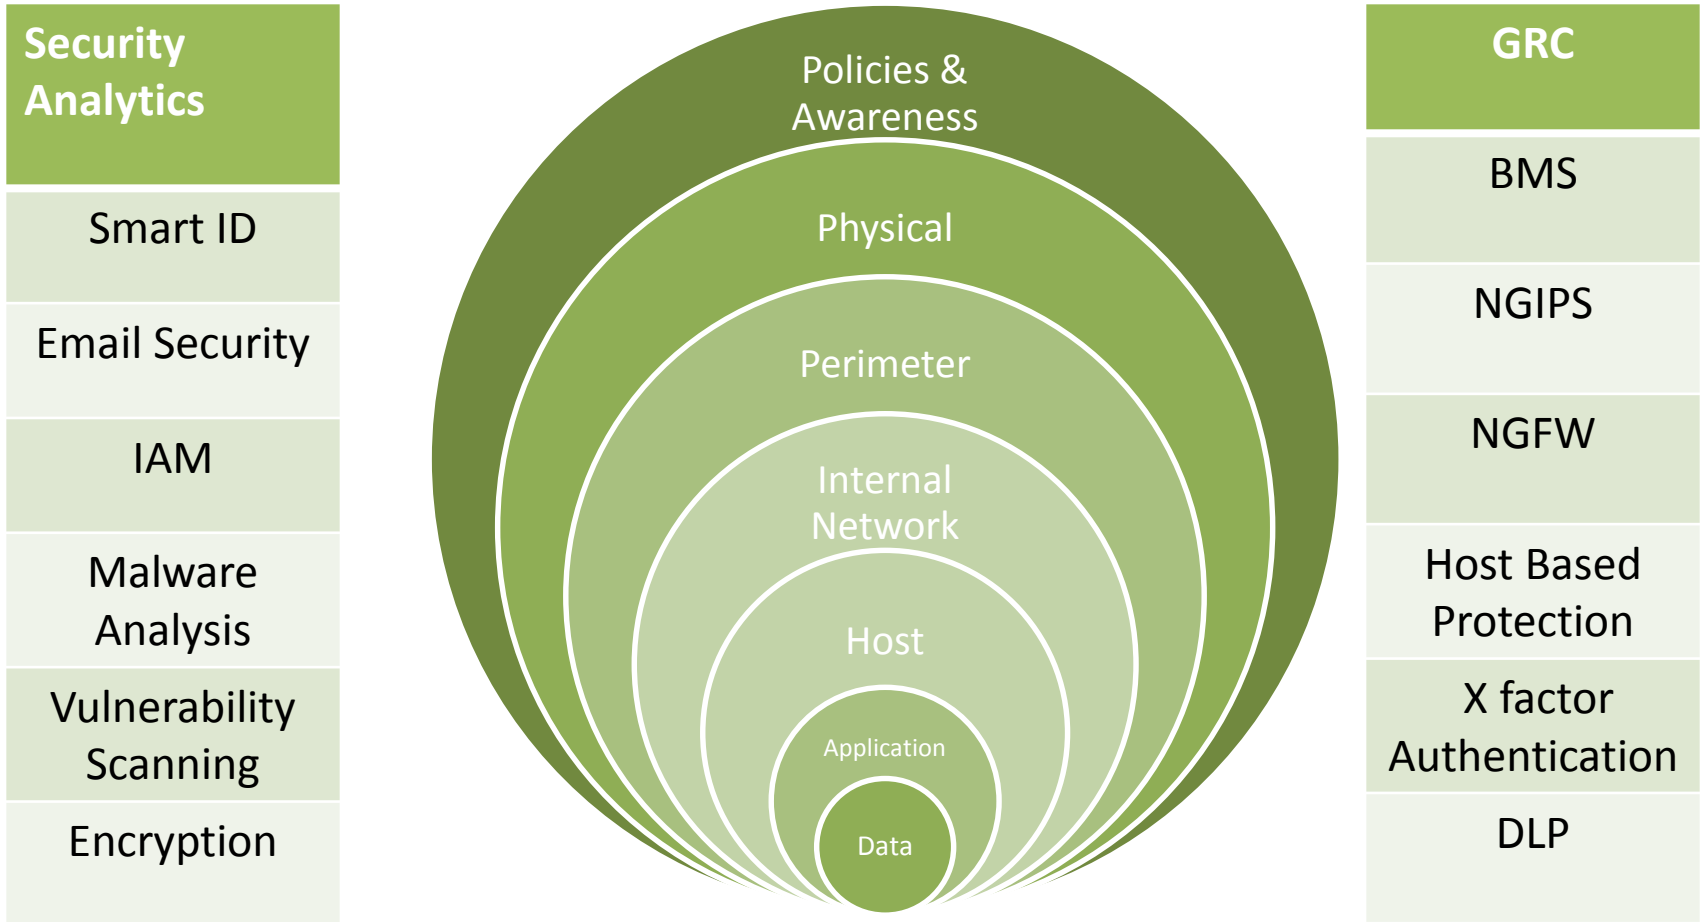 Security
Analytics
Smart ID
Email Security
IAM
Malware
Analysis
Vulnerability
Scanning
Encryption
Policies &
Awareness
Physical
Perimeter
Internal
Network
Host
Application
Data
GRC
BMS
NGIPS
NGFW
Host Based
Protection
X factor
Authentication
DLP